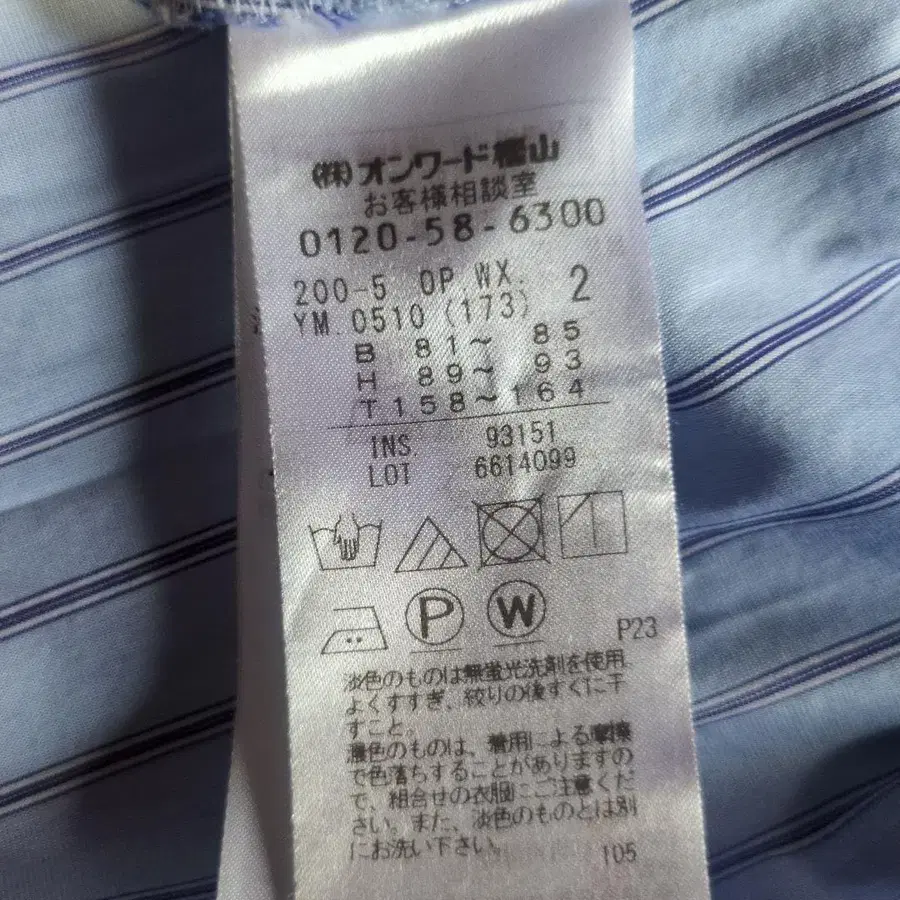 (株)オンワード樫山
お客様相談室
0120-58-6300
200-5 OP.WX. 2
YM.0510(173)
B 81~ 85
H 89~ 93
T158~164
INS 93151
LOT 6614099
P W P23
淡色のものは無蛍光洗剤を使用、
よくすすぎ、絞りの後すぐに干
すこと。
濃色のものは、着用による摩擦
で色落ちすることがありますの
で、組合せの衣服にご注意くだ
さい。また、淡色のものとは別
にお洗い下さい。
105